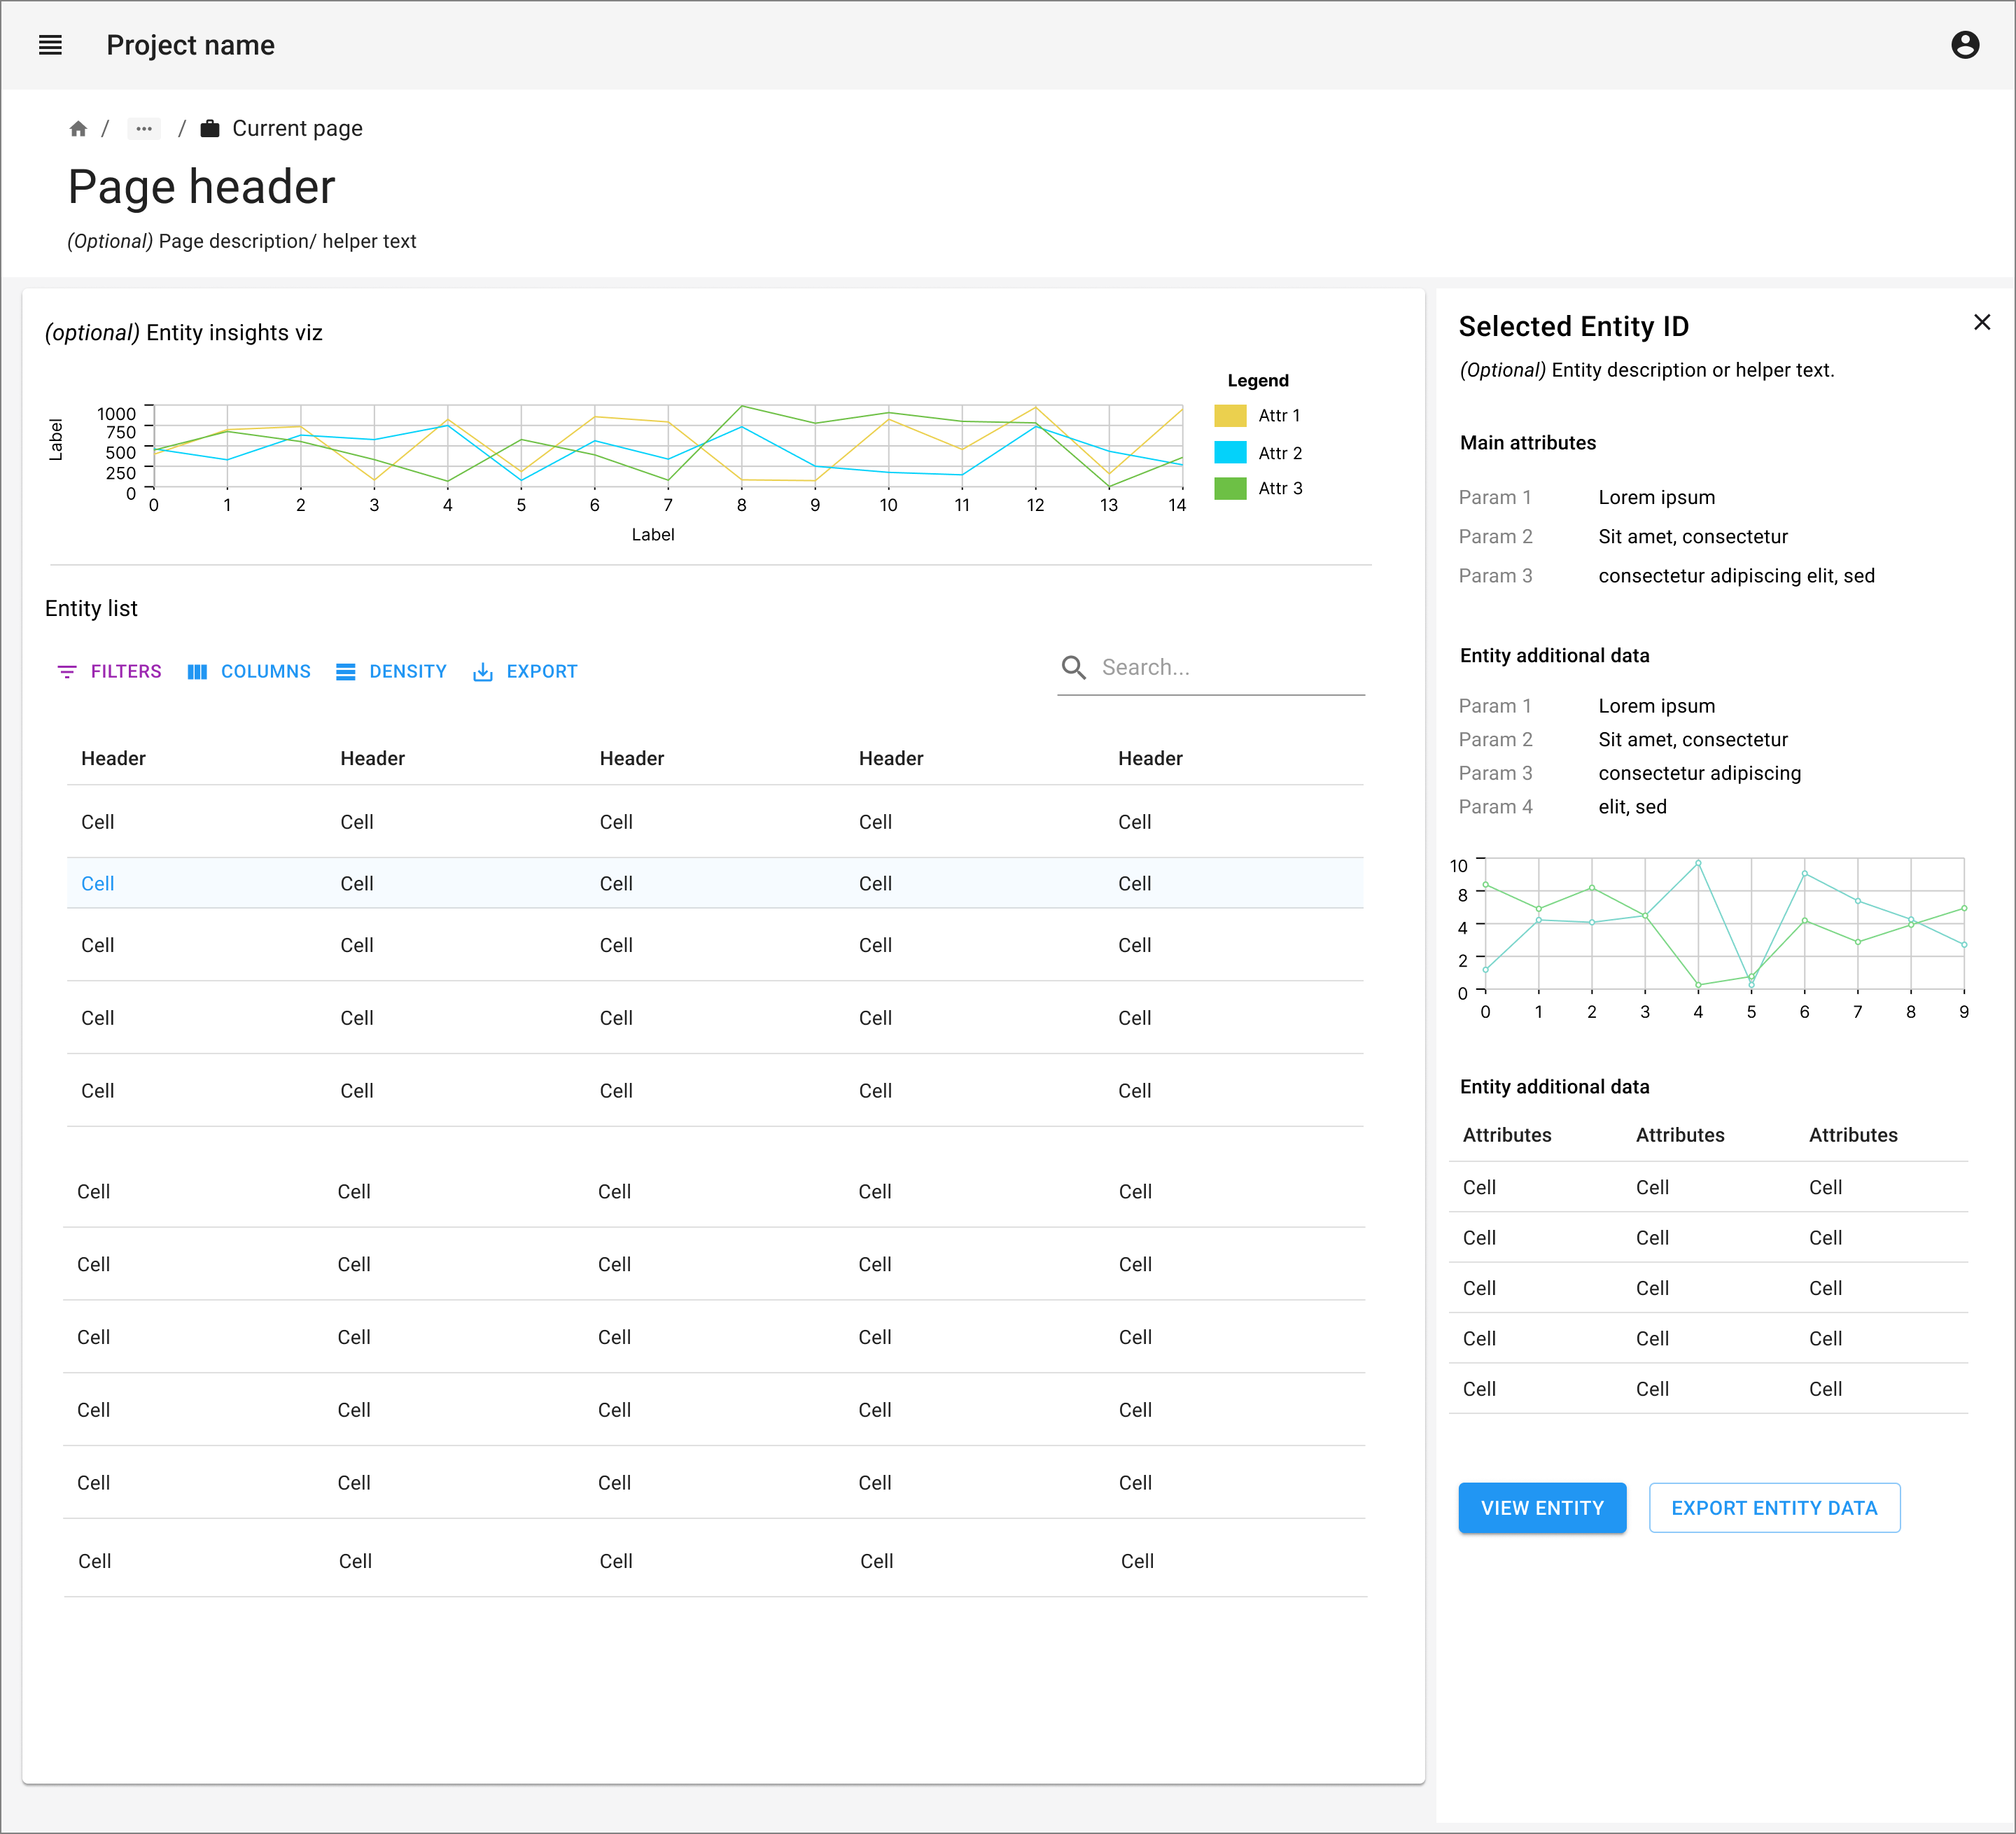 Project name
/ ... / Current page
Page header
(Optional) Page description/ helper text
(optional) Entity insights viz
Label
1000
750
500
250
0
0 1 2 3 4 5 6 7 8 9 10 11 12 13 14
Label
Legend
Attr 1
Attr 2
Attr 3
Entity list
FILTERS COLUMNS DENSITY EXPORT
Search...
Header Header Header Header Header
Cell Cell Cell Cell Cell
Cell Cell Cell Cell Cell
Cell Cell Cell Cell Cell
Cell Cell Cell Cell Cell
Cell Cell Cell Cell Cell
Cell Cell Cell Cell Cell
Cell Cell Cell Cell Cell
Cell Cell Cell Cell Cell
Cell Cell Cell Cell Cell
Cell Cell Cell Cell Cell
Cell Cell Cell Cell Cell
Selected Entity ID
(Optional) Entity description or helper text.
Main attributes
Param 1 Lorem ipsum
Param 2 Sit amet, consectetur
Param 3 consectetur adipiscing elit, sed
Entity additional data
Param 1 Lorem ipsum
Param 2 Sit amet, consectetur
Param 3 consectetur adipiscing
Param 4 elit, sed
10
8
4
2
0
0 1 2 3 4 5 6 7 8 9
Entity additional data
Attributes Attributes Attributes
Cell Cell Cell
Cell Cell Cell
Cell Cell Cell
Cell Cell Cell
Cell Cell Cell
VIEW ENTITY EXPORT ENTITY DATA